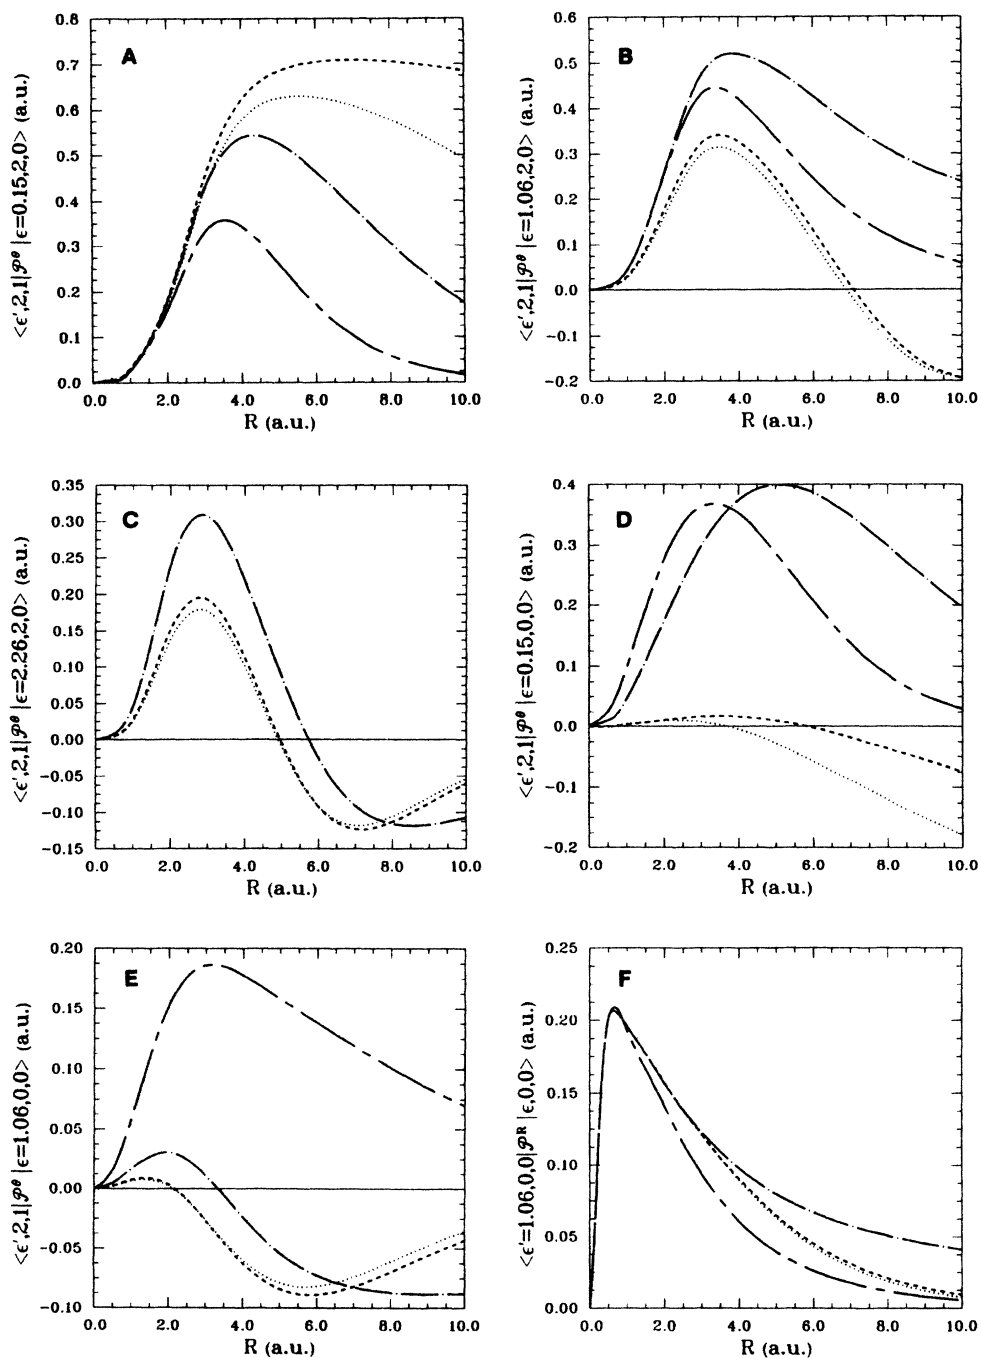 A
<ϵ',2,1|𝒫^θ|ϵ=0.15,2,0> (a.u.)
0.8
0.7
0.6
0.5
0.4
0.3
0.2
0.1
0.0
0.0 2.0 4.0 6.0 8.0 10.0
R (a.u.)
B
<ϵ',2,1|𝒫^θ|ϵ=1.06,2,0> (a.u.)
0.6
0.5
0.4
0.3
0.2
0.1
0.0
−0.1
−0.2
0.0 2.0 4.0 6.0 8.0 10.0
R (a.u.)
C
<ϵ',2,1|𝒫^θ|ϵ=2.26,2,0> (a.u.)
0.35
0.30
0.25
0.20
0.15
0.10
0.05
0.00
−0.05
−0.10
−0.15
0.0 2.0 4.0 6.0 8.0 10.0
R (a.u.)
D
<ϵ',2,1|𝒫^θ|ϵ=0.15,0,0> (a.u.)
0.4
0.3
0.2
0.1
0.0
−0.1
−0.2
0.0 2.0 4.0 6.0 8.0 10.0
R (a.u.)
E
<ϵ',2,1|𝒫^θ|ϵ=1.06,0,0> (a.u.)
0.20
0.15
0.10
0.05
0.00
−0.05
−0.10
0.0 2.0 4.0 6.0 8.0 10.0
R (a.u.)
F
<ϵ'=1.06,0,0|𝒫^R|ϵ,0,0> (a.u.)
0.25
0.20
0.15
0.10
0.05
0.00
0.0 2.0 4.0 6.0 8.0 10.0
R (a.u.)